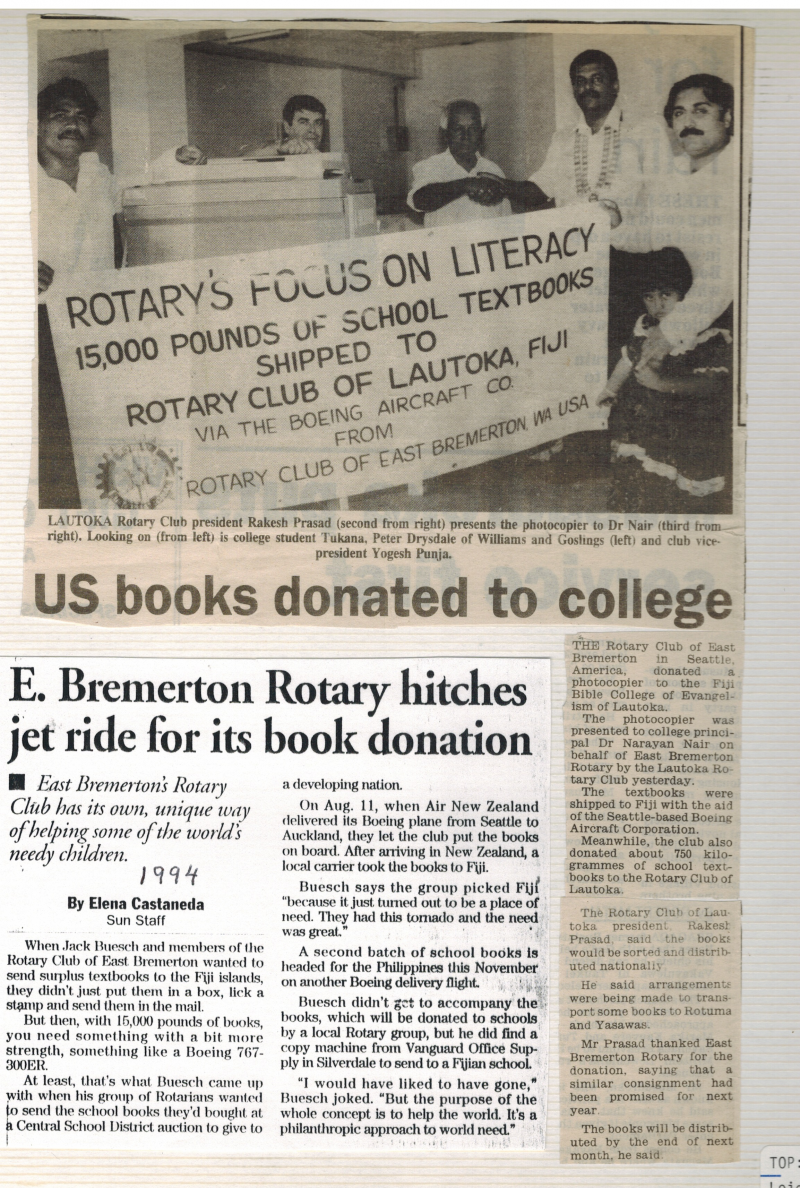 ROTARY'S FOCUS ON LITERACY
15,000 POUNDS OF SCHOOL TEXTBOOKS
SHIPPED TO
ROTARY CLUB OF LAUTOKA, FIJI
VIA THE BOEING AIRCRAFT CO.
FROM
ROTARY CLUB OF EAST BREMERTON, WA USA
LAUTOKA Rotary Club president Rakesh Prasad (second from right) presents the photocopier to Dr Nair (third from
right). Looking on (from left) is college student Tukana, Peter Drysdale of Williams and Goslings (left) and club vice-
president Yogesh Punja.
US books donated to college
E. Bremerton Rotary hitches
jet ride for its book donation
■ East Bremerton's Rotary
Club has its own, unique way
of helping some of the world's
needy children.
1994
By Elena Castaneda
Sun Staff
When Jack Buesch and members of the
Rotary Club of East Bremerton wanted to
send surplus textbooks to the Fiji islands,
they didn't just put them in a box, lick a
stamp and send them in the mail.
But then, with 15,000 pounds of books,
you need something with a bit more
strength, something like a Boeing 767-
300ER.
At least, that's what Buesch came up
with when his group of Rotarians wanted
to send the school books they'd bought at
a Central School District auction to give to
a developing nation.
On Aug. 11, when Air New Zealand
delivered its Boeing plane from Seattle to
Auckland, they let the club put the books
on board. After arriving in New Zealand, a
local carrier took the books to Fiji.
Buesch says the group picked Fiji
"because it just turned out to be a place of
need. They had this tornado and the need
was great."
A second batch of school books is
headed for the Philippines this November
on another Boeing delivery flight.
Buesch didn't get to accompany the
books, which will be donated to schools
by a local Rotary group, but he did find a
copy machine from Vanguard Office Sup-
ply in Silverdale to send to a Fijian school.
"I would have liked to have gone,"
Buesch joked. "But the purpose of the
whole concept is to help the world. It's a
philanthropic approach to world need."
THE Rotary Club of East
Bremerton in Seattle,
America, donated a
photocopier to the Fiji
Bible College of Evangel-
ism of Lautoka.
The photocopier was
presented to college princi-
pal Dr Narayan Nair on
behalf of East Bremerton
Rotary by the Lautoka Ro-
tary Club yesterday.
The textbooks were
shipped to Fiji with the aid
of the Seattle-based Boeing
Aircraft Corporation.
Meanwhile, the club also
donated about 750 kilo-
grammes of school text-
books to the Rotary Club of
Lautoka.
The Rotary Club of Lau-
toka president, Rakesh
Prasad, said the books
would be sorted and distrib-
uted nationally.
He said arrangements
were being made to trans-
port some books to Rotuma
and Yasawas.
Mr Prasad thanked East
Bremerton Rotary for the
donation, saying that a
similar consignment had
been promised for next
year.
The books will be distrib-
uted by the end of next
month, he said.
TOP: